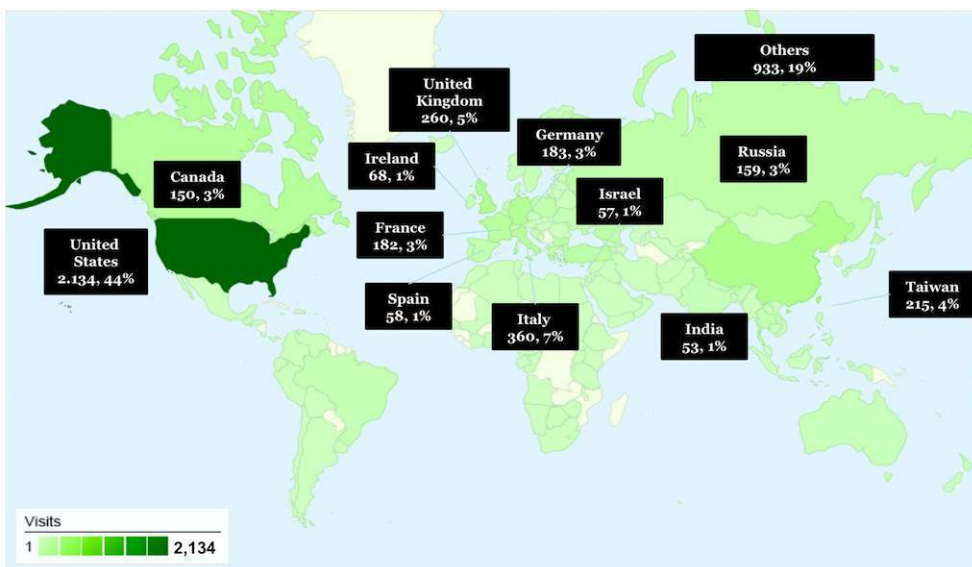 Others
933, 19%
United
Kingdom
260, 5%
Germany
183, 3%
Ireland
68, 1%
Russia
159, 3%
Canada
150, 3%
Israel
57, 1%
France
182, 3%
United
States
2.134, 44%
Taiwan
215, 4%
Spain
58, 1%
Italy
360, 7%
India
53, 1%
Visits
1 2,134